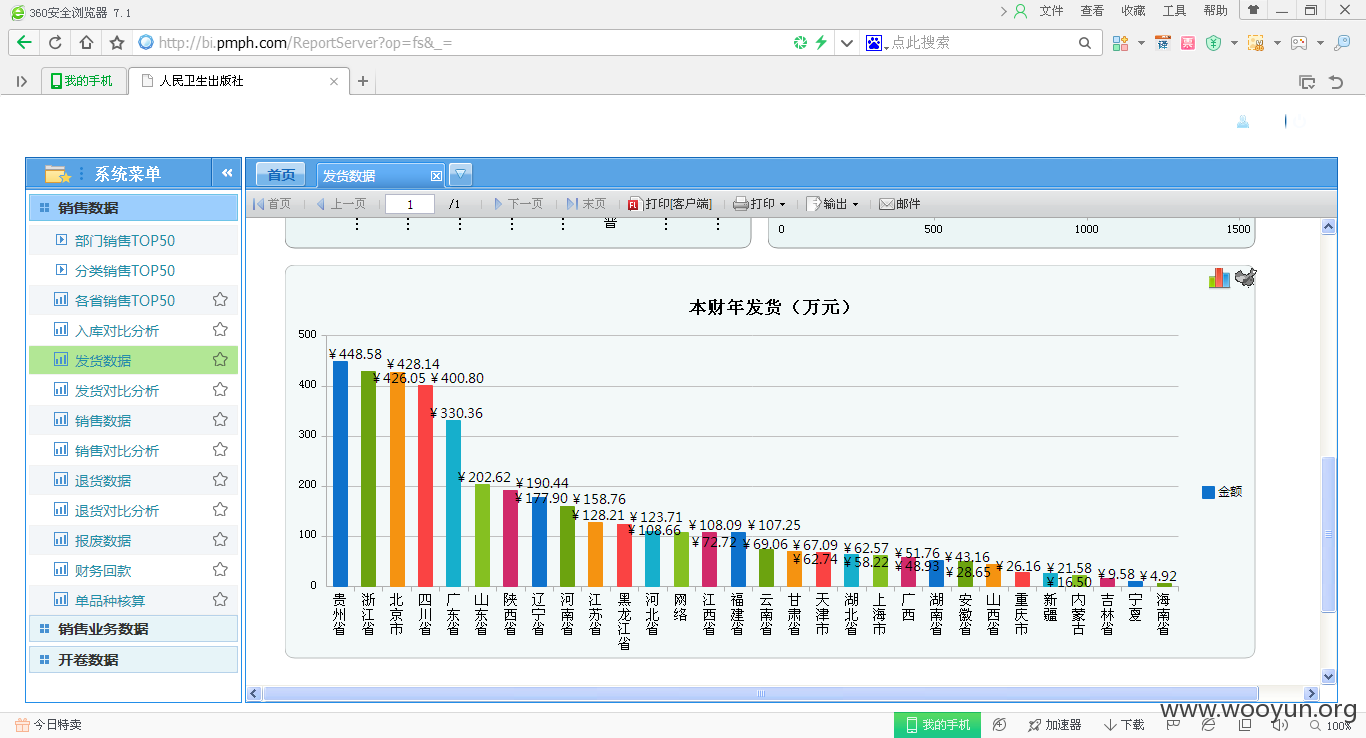 360安全浏览器 7.1
文件 查看 收藏 工具 帮助
http://bi.pmph.com/ReportServer?op=fs&_=
点此搜索
我的手机
人民卫生出版社
系统菜单
首页 发货数据
首页 上一页 1 /1 下一页 末页 打印[客户端] 打印 输出 邮件
销售数据
部门销售TOP50
分类销售TOP50
各省销售TOP50
入库对比分析
发货数据
发货对比分析
销售数据
销售对比分析
退货数据
退货对比分析
报废数据
财务回款
单品种核算
销售业务数据
开卷数据
0 500 1000 1500
本财年发货（万元）
500
400
300
200
100
0
￥448.58
￥428.14
￥426.05
￥400.80
￥330.36
￥202.62
￥190.44
￥177.90
￥158.76
￥128.21
￥123.71
￥108.66
￥108.09
￥72.72
￥107.25
￥69.06
￥67.09
￥62.74
￥62.57
￥58.22
￥51.76
￥48.93
￥43.16
￥28.65
￥26.16
￥21.58
￥16.50
￥9.58
￥4.92
金额
贵州省
浙江省
北京市
四川省
广东省
山东省
陕西省
辽宁省
河南省
江苏省
黑龙江省
河北省
网络
江西省
福建省
云南省
甘肃省
天津市
湖北省
上海市
广西
湖南省
安徽省
山西省
重庆市
新疆
内蒙古
吉林省
宁夏
海南省
www.wooyun.org
今日特卖
我的手机 加速器 下载 100%